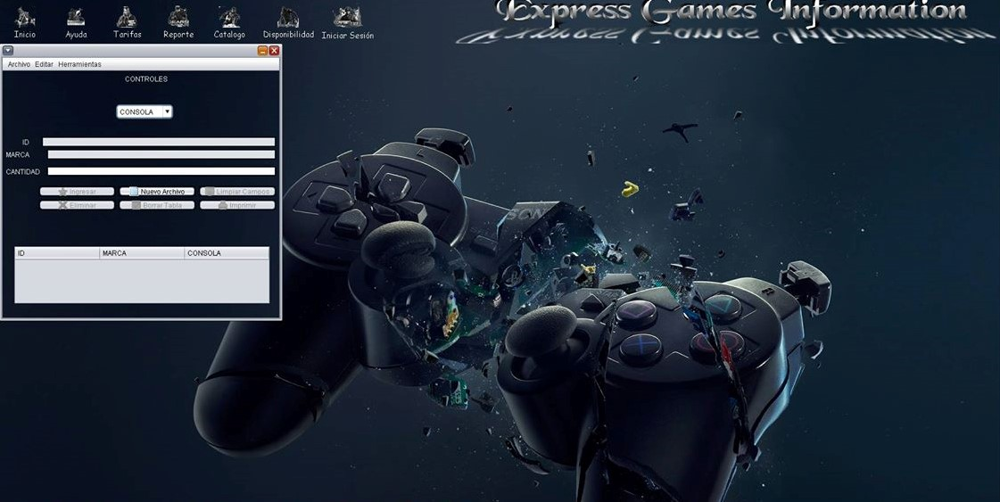 Express Games Information
Inicio Ayuda Tarifas Reporte Catalogo Disponibilidad Iniciar Sesión
Archivo Editar Herramientas
CONTROLES
CONSOLA
ID
MARCA
CANTIDAD
Ingresar Nuevo Archivo Limpiar Campos
Eliminar Borrar Tabla Imprimir
ID MARCA CONSOLA
SONY